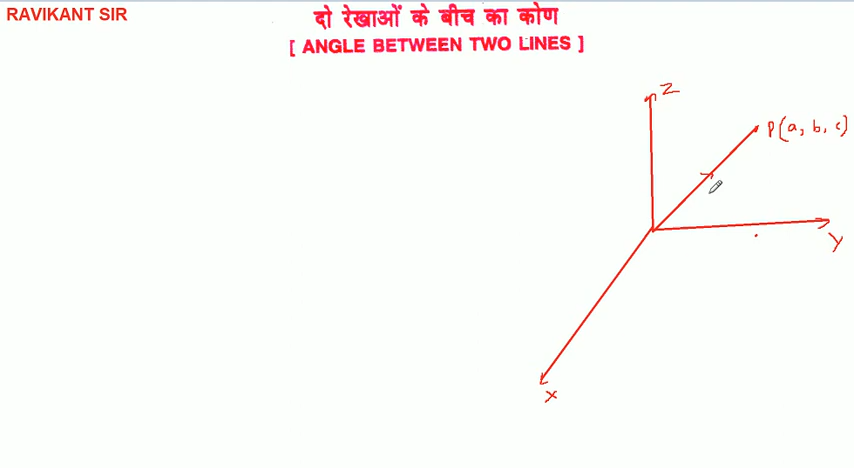 RAVIKANT SIR
दो रेखाओं के बीच का कोण
[ ANGLE BETWEEN TWO LINES ]
Z
P(a, b, c)
Y
X